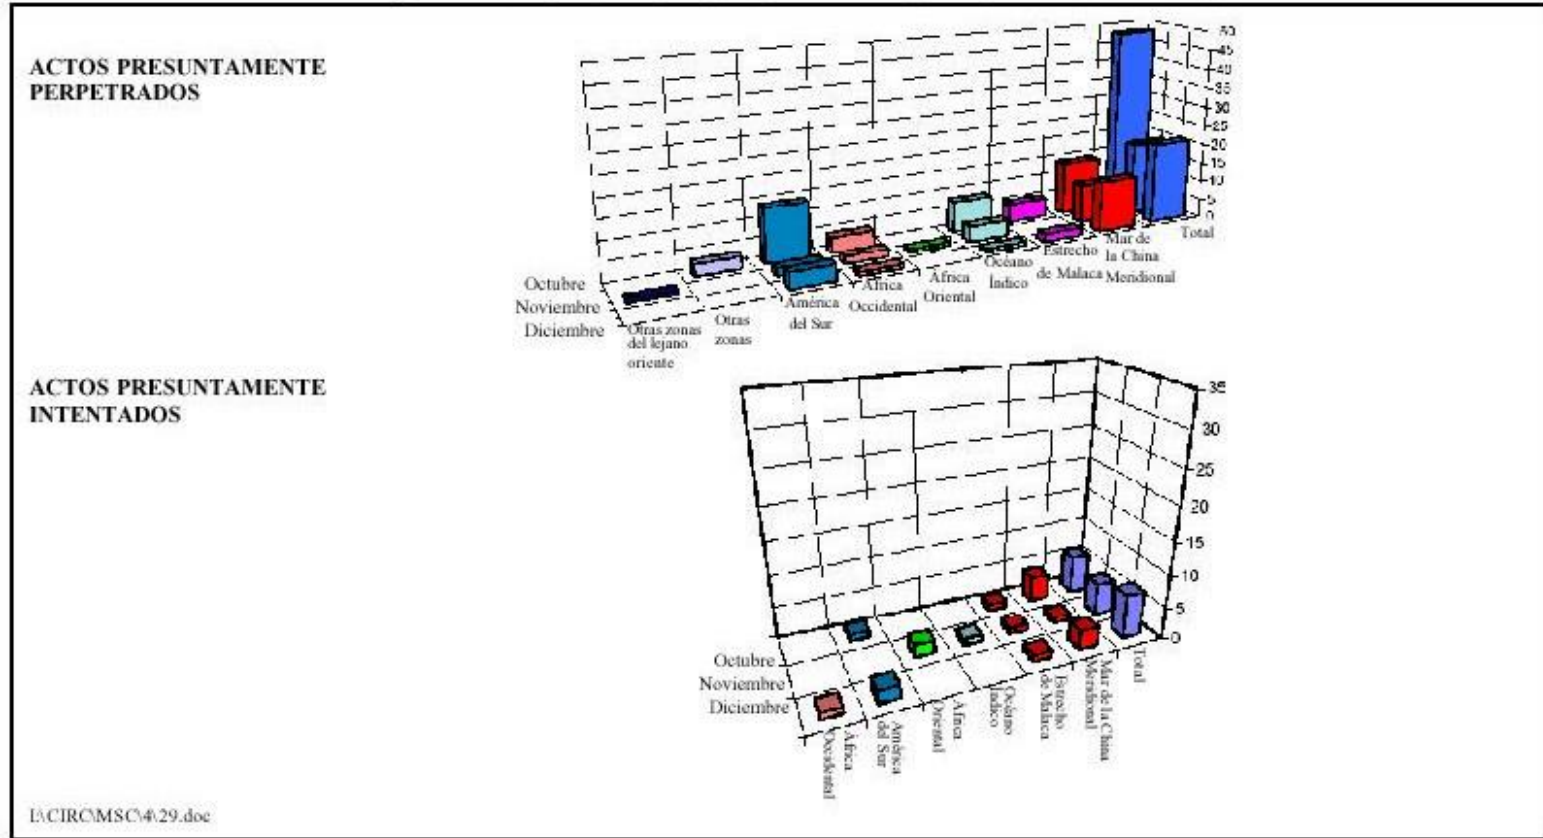 ACTOS PRESUNTAMENTE
PERPETRADOS
50
45
40
35
30
25
20
15
10
5
0
Octubre
Noviembre
Diciembre
Otras zonas
del lejano
oriente
Otras
zonas
América
del Sur
África
Occidental
África
Oriental
Océano
Índico
Estrecho
de Malaca
Mar de
la China
Meridional
Total
ACTOS PRESUNTAMENTE
INTENTADOS
35
30
25
20
15
10
5
0
Octubre
Noviembre
Diciembre
África
Occidental
América
del Sur
África
Oriental
Océano
Índico
Estrecho
de Malaca
Mar de la China
Meridional
Total
I:\CIRC\MSC\4\29.doc